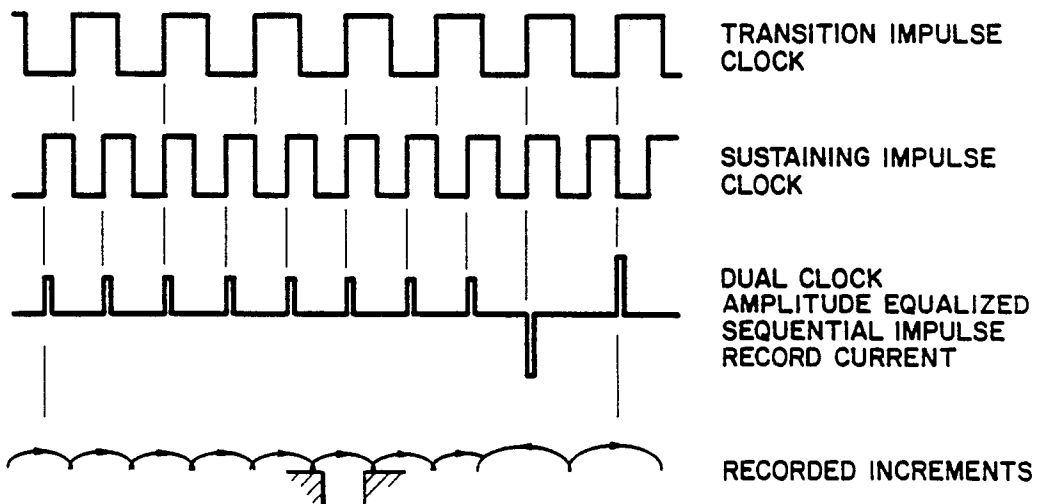 TRANSITION IMPULSE
CLOCK
SUSTAINING IMPULSE
CLOCK
DUAL CLOCK
AMPLITUDE EQUALIZED
SEQUENTIAL IMPULSE
RECORD CURRENT
RECORDED INCREMENTS